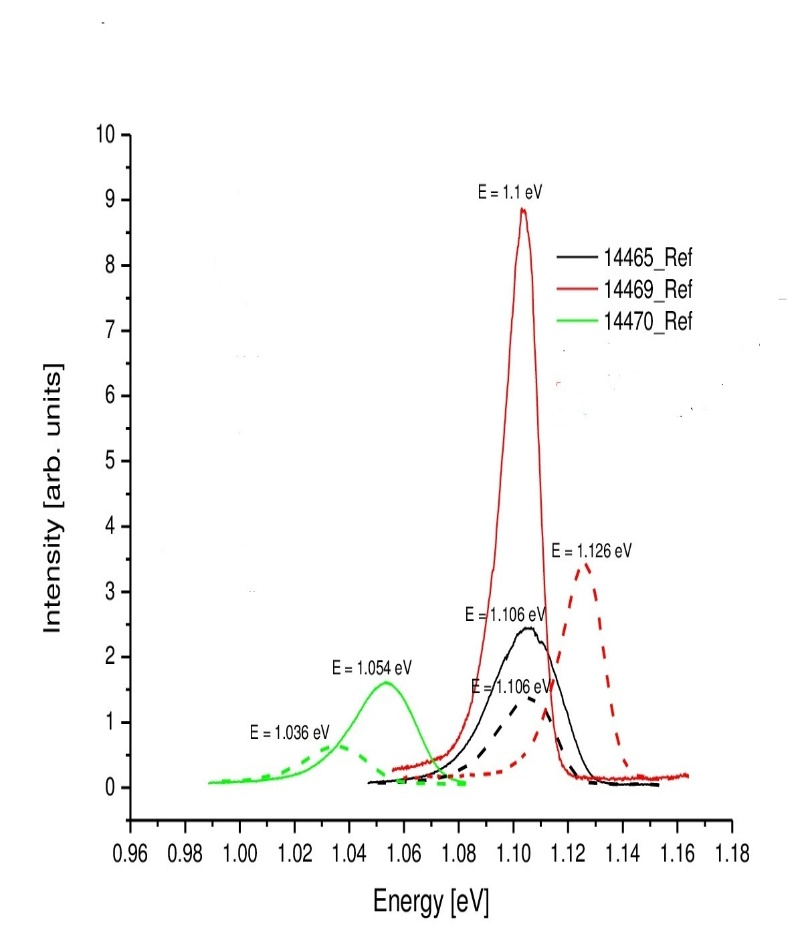 10
9
8
7
6
5
4
3
2
1
0
Intensity [arb. units]
E = 1.1 eV
14465_Ref
14469_Ref
14470_Ref
E = 1.126 eV
E = 1.106 eV
E = 1.106 eV
E = 1.054 eV
E = 1.036 eV
0.96 0.98 1.00 1.02 1.04 1.06 1.08 1.10 1.12 1.14 1.16 1.18
Energy [eV]